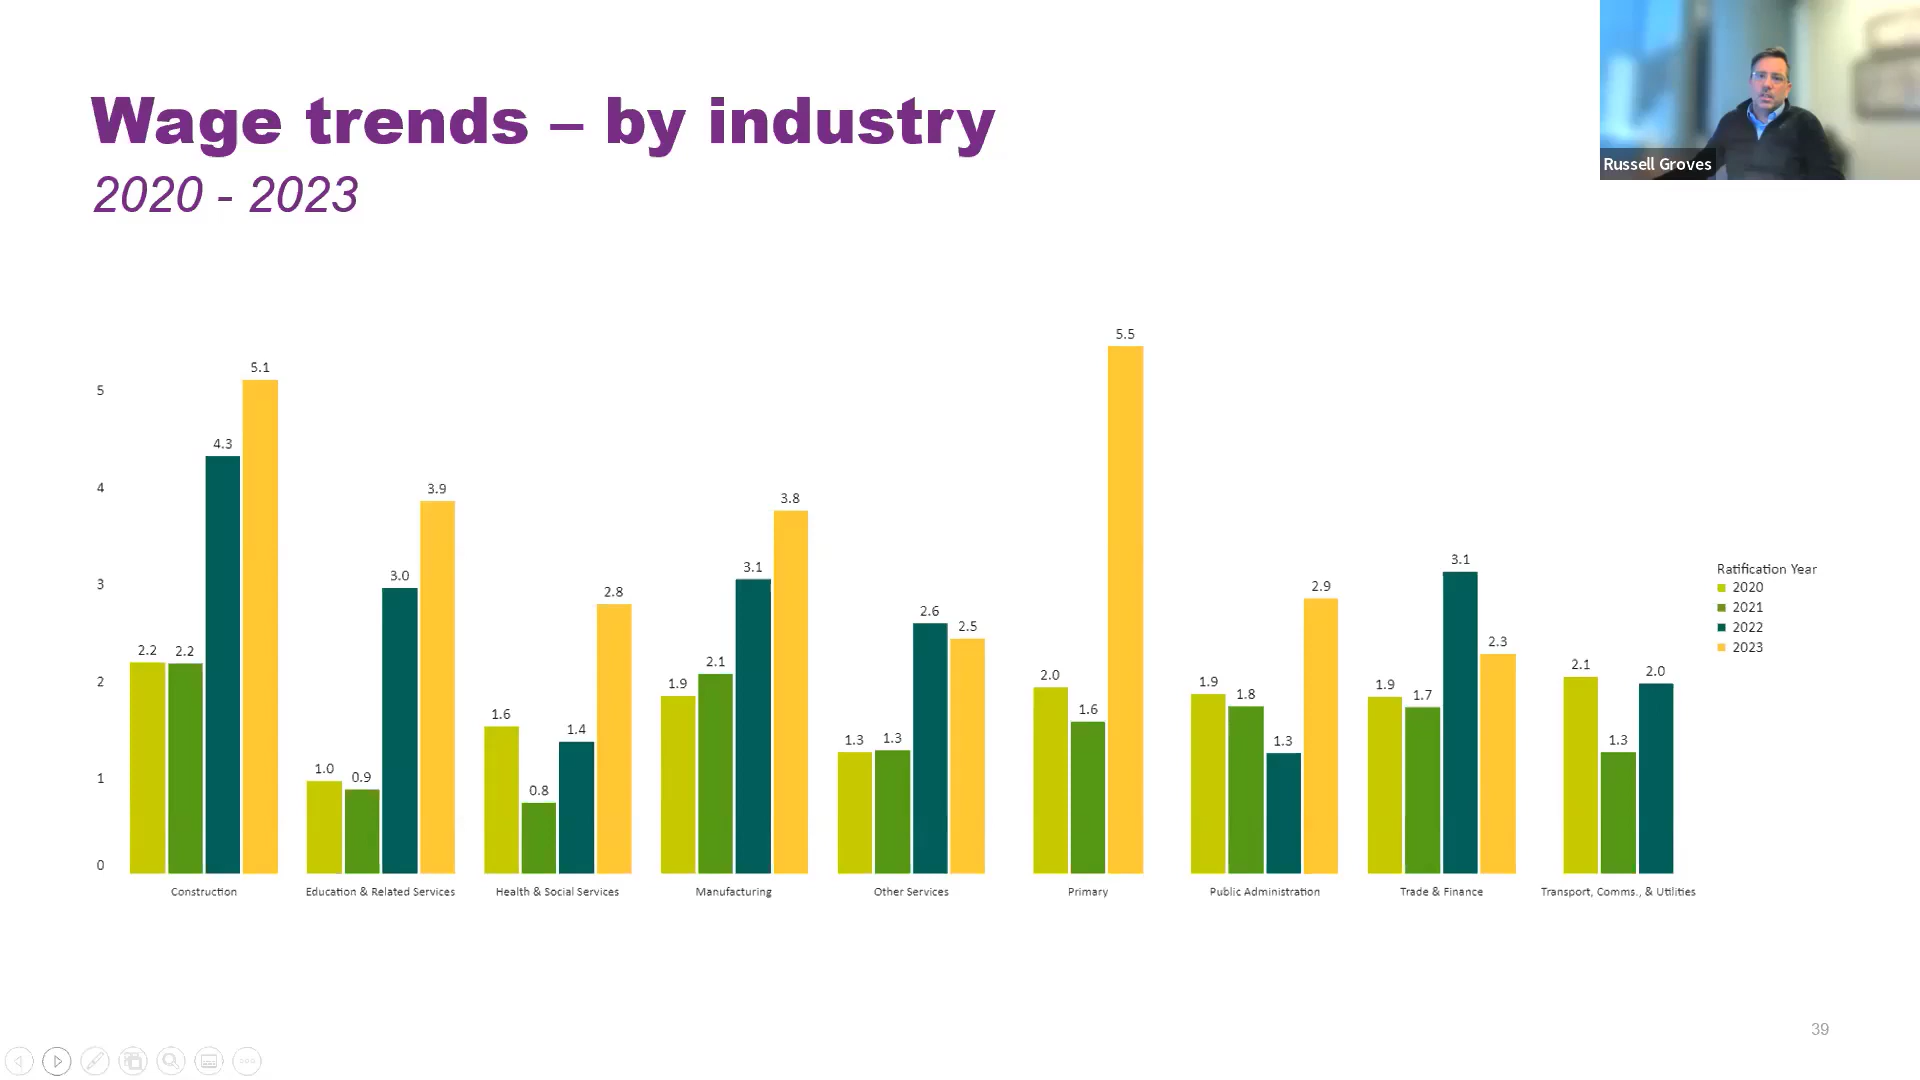 Wage trends – by industry
2020 - 2023
Russell Groves
5
4
3
2
1
0
2.2 2.2 4.3 5.1
1.0 0.9 3.0 3.9
1.6 0.8 1.4 2.8
1.9 2.1 3.1 3.8
1.3 1.3 2.6 2.5
2.0 1.6 5.5
1.9 1.8 1.3 2.9
1.9 1.7 3.1 2.3
2.1 1.3 2.0
Construction
Education & Related Services
Health & Social Services
Manufacturing
Other Services
Primary
Public Administration
Trade & Finance
Transport, Comms., & Utilities
Ratification Year
2020
2021
2022
2023
39